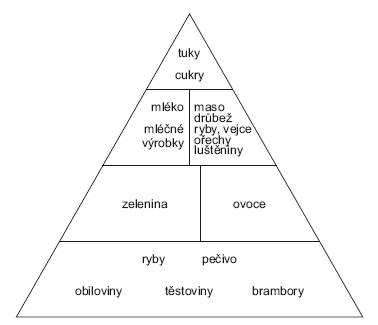 tuky
cukry
mléko
mléčné
výrobky
maso
drůbež
ryby, vejce
ořechy
luštěniny
zelenina
ovoce
ryby pečivo
obiloviny těstoviny brambory